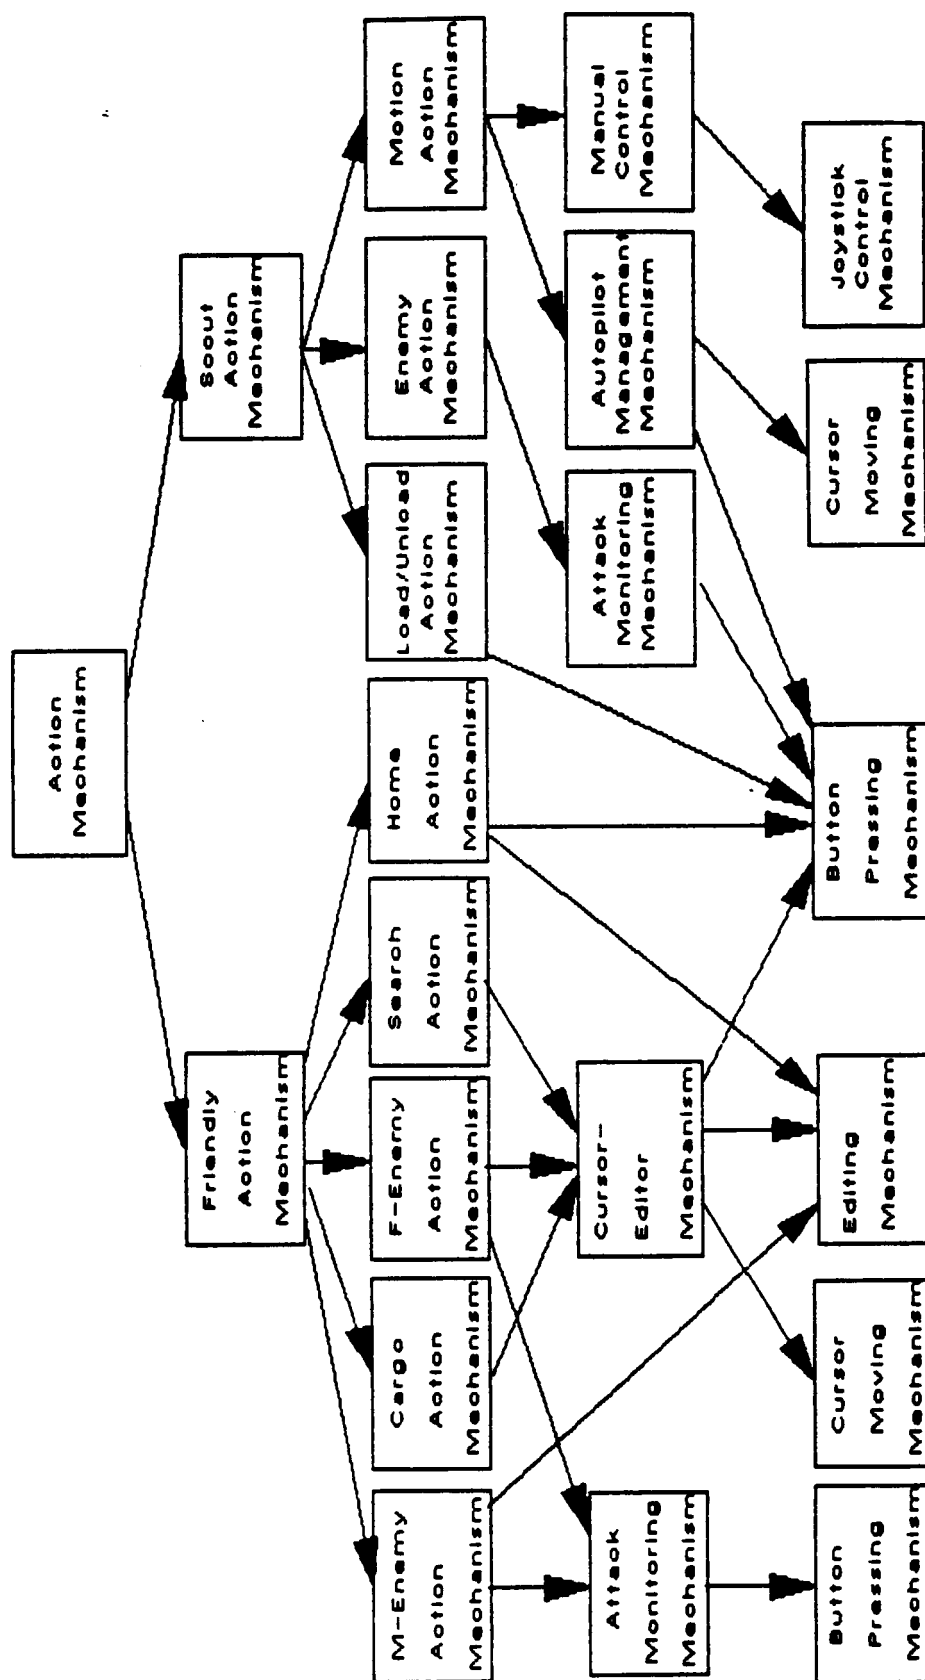 Action
Mechanism
Friendly
Action
Mechanism
Scout
Action
Mechanism
M-Enemy
Action
Mechanism
Cargo
Action
Mechanism
F-Enemy
Action
Mechanism
Search
Action
Mechanism
Home
Action
Mechanism
Load/Unload
Action
Mechanism
Enemy
Action
Mechanism
Motion
Action
Mechanism
Attack
Monitoring
Mechanism
Cursor-
Editor
Mechanism
Attack
Monitoring
Mechanism
Autopilot
Management
Mechanism
Manual
Control
Mechanism
Button
Pressing
Mechanism
Cursor
Moving
Mechanism
Editing
Mechanism
Button
Pressing
Mechanism
Cursor
Moving
Mechanism
Joystick
Control
Mechanism